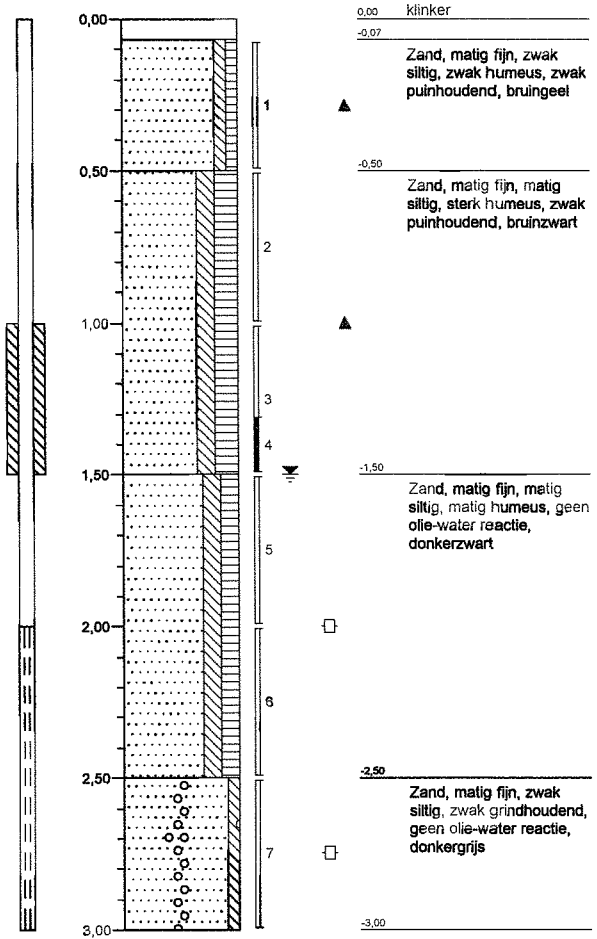 0,00
0,00 klinker
-0,07
Zand, matig fijn, zwak
siltig, zwak humeus, zwak
puinhoudend, bruingeel
1
0,50
-0,50
Zand, matig fijn, matig
siltig, sterk humeus, zwak
puinhoudend, bruinzwart
2
1,00
3
4
1,50
-1,50
Zand, matig fijn, matig
siltig, matig humeus, geen
olie-water reactie,
donkerzwart
5
2,00
6
2,50
-2,50
Zand, matig fijn, zwak
siltig, zwak grindhoudend,
geen olie-water reactie,
donkergrijs
7
3,00
-3,00